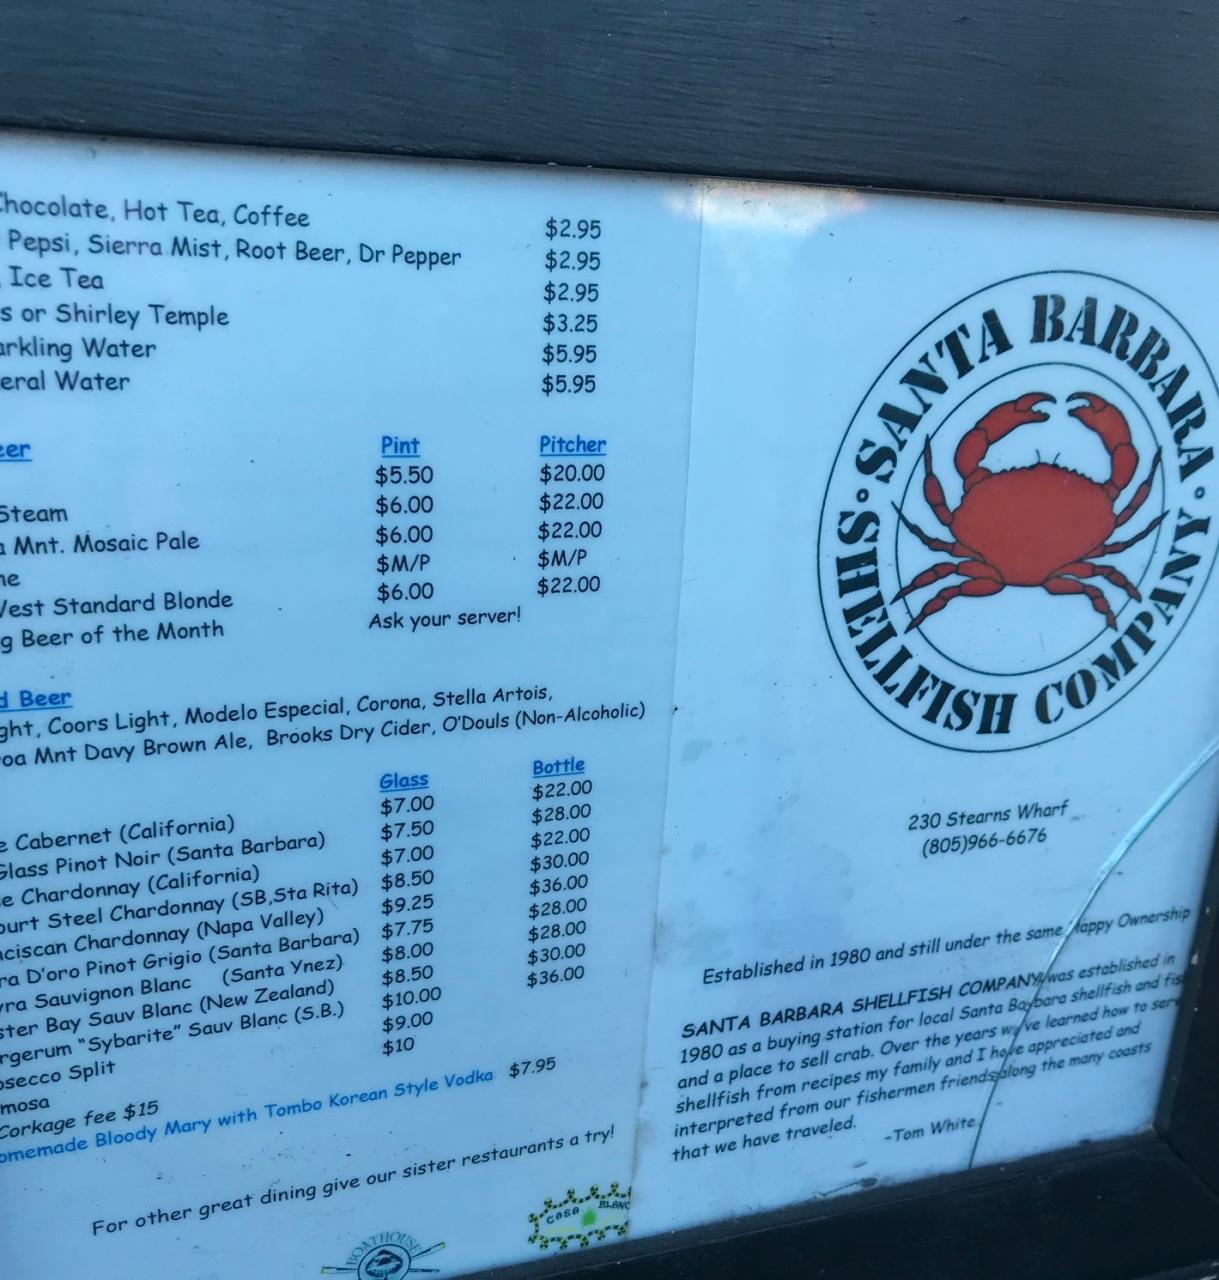 Chocolate, Hot Tea, Coffee $2.95
Pepsi, Sierra Mist, Root Beer, Dr Pepper $2.95
Ice Tea $2.95
s or Shirley Temple $3.25
arkling Water $5.95
eral Water $5.95
eer Pint Pitcher
$5.50 $20.00
Steam $6.00 $22.00
a Mnt. Mosaic Pale $6.00 $22.00
ne $M/P $M/P
West Standard Blonde $6.00 $22.00
g Beer of the Month Ask your server!
d Beer
ght, Coors Light, Modelo Especial, Corona, Stella Artois,
oa Mnt Davy Brown Ale, Brooks Dry Cider, O'Douls (Non-Alcoholic)
Glass Bottle
e Cabernet (California) $7.00 $22.00
Glass Pinot Noir (Santa Barbara) $7.50 $28.00
se Chardonnay (California) $7.00 $22.00
ourt Steel Chardonnay (SB,Sta Rita) $8.50 $30.00
nciscan Chardonnay (Napa Valley) $9.25 $36.00
ra D'oro Pinot Grigio (Santa Barbara) $7.75 $28.00
yra Sauvignon Blanc (Santa Ynez) $8.00 $28.00
ster Bay Sauv Blanc (New Zealand) $8.50 $30.00
rgerum "Sybarite" Sauv Blanc (S.B.) $10.00 $36.00
osecco Split $9.00
mosa $10
Corkage fee $15
omemade Bloody Mary with Tombo Korean Style Vodka $7.95
For other great dining give our sister restaurants a try!
BOATHOUSE
Casa BLANC
SANTA BARBARA
SHELLFISH COMPANY
230 Stearns Wharf
(805)966-6676
Established in 1980 and still under the same Happy Ownership
SANTA BARBARA SHELLFISH COMPANY was established in
1980 as a buying station for local Santa Barbara shellfish and fis
and a place to sell crab. Over the years we've learned how to serv
shellfish from recipes my family and I have appreciated and
interpreted from our fishermen friends along the many coasts
that we have traveled.
-Tom White